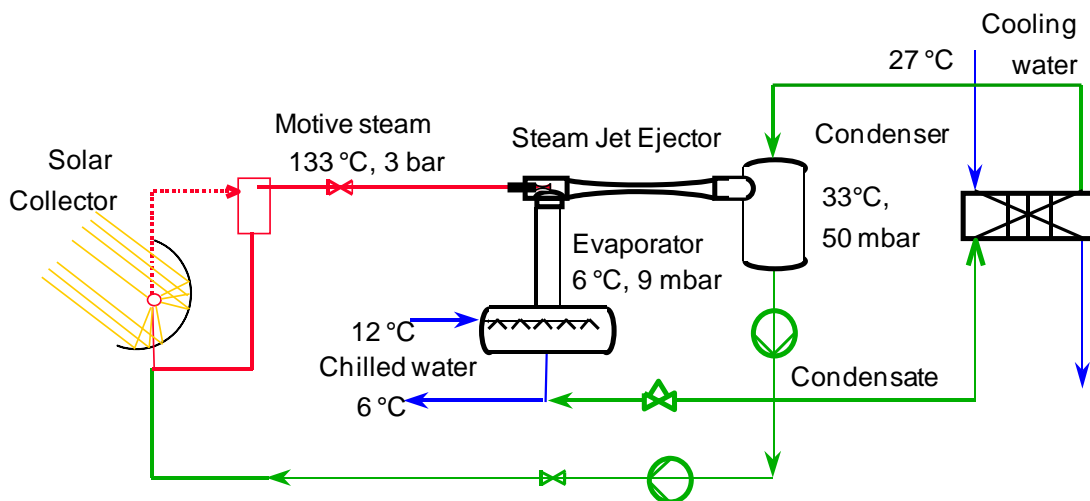 Cooling
water
27 °C
Motive steam
133 °C, 3 bar
Steam Jet Ejector
Condenser
Solar
Collector
33°C,
50 mbar
Evaporator
6 °C, 9 mbar
12 °C
Chilled water
6 °C
Condensate